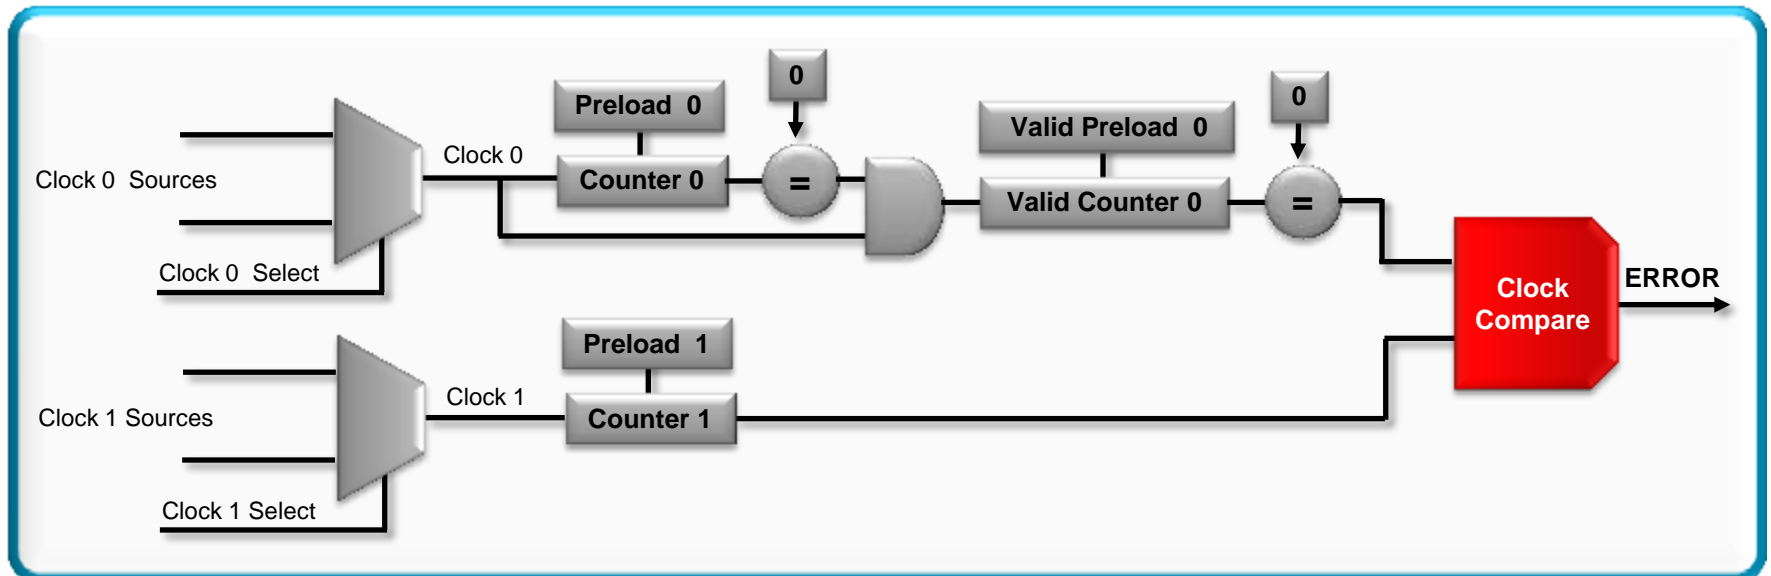 0
Preload 0
0
Valid Preload 0
Clock 0
Clock 0 Sources
Counter 0
=
Valid Counter 0
=
Clock 0 Select
Clock
Compare
ERROR
Preload 1
Clock 1
Clock 1 Sources
Counter 1
Clock 1 Select